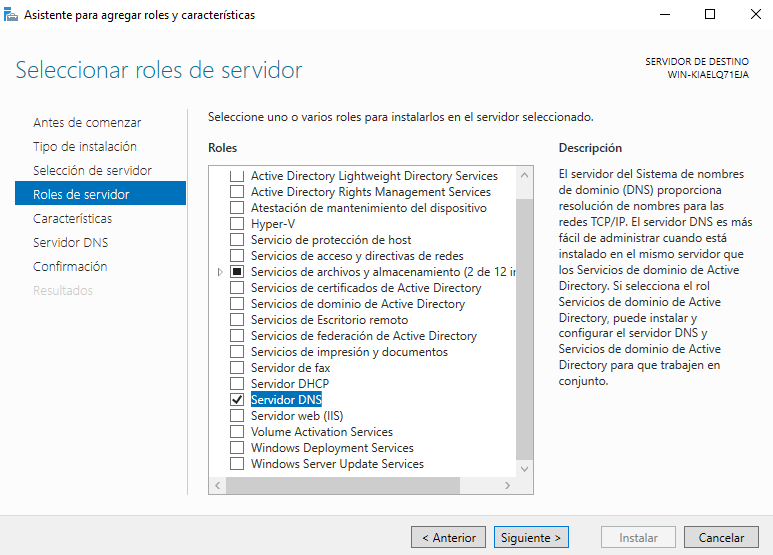 Asistente para agregar roles y características
Seleccionar roles de servidor
SERVIDOR DE DESTINO
WIN-KIAELQ71EJA
Antes de comenzar
Tipo de instalación
Selección de servidor
Roles de servidor
Características
Servidor DNS
Confirmación
Resultados
Seleccione uno o varios roles para instalarlos en el servidor seleccionado.
Roles
Active Directory Lightweight Directory Services
Active Directory Rights Management Services
Atestación de mantenimiento del dispositivo
Hyper-V
Servicio de protección de host
Servicios de acceso y directivas de redes
Servicios de archivos y almacenamiento (2 de 12 in
Servicios de certificados de Active Directory
Servicios de dominio de Active Directory
Servicios de Escritorio remoto
Servicios de federación de Active Directory
Servicios de impresión y documentos
Servidor de fax
Servidor DHCP
Servidor DNS
Servidor web (IIS)
Volume Activation Services
Windows Deployment Services
Windows Server Update Services
Descripción
El servidor del Sistema de nombres
de dominio (DNS) proporciona
resolución de nombres para las
redes TCP/IP. El servidor DNS es más
fácil de administrar cuando está
instalado en el mismo servidor que
los Servicios de dominio de Active
Directory. Si selecciona el rol
Servicios de dominio de Active
Directory, puede instalar y
configurar el servidor DNS y
Servicios de dominio de Active
Directory para que trabajen en
conjunto.
< Anterior
Siguiente >
Instalar
Cancelar